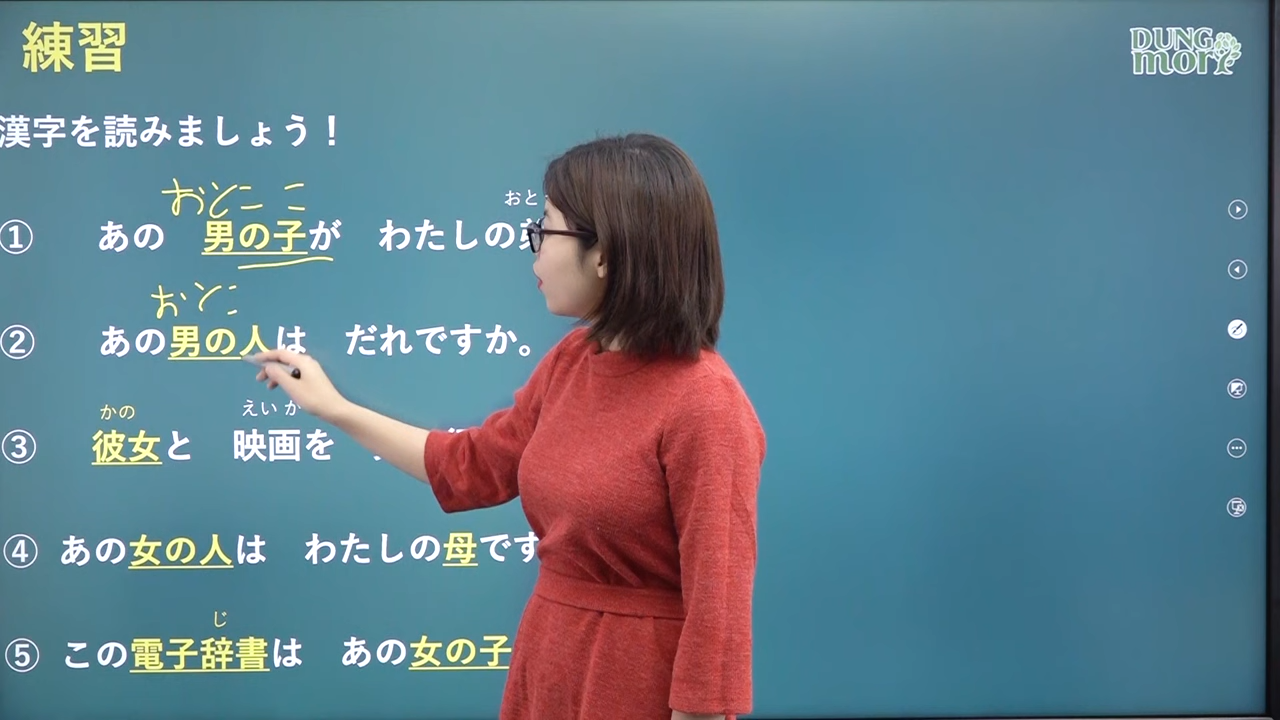 練習
DUNG
mori
漢字を読みましょう！
おとこ こ
おと
① あの 男の子が わたしの
おとこ
② あの男の人は だれですか。
かの えいが
③ 彼女と 映画を
④ あの女の人は わたしの母です
じ
⑤ この電子辞書は あの女の子